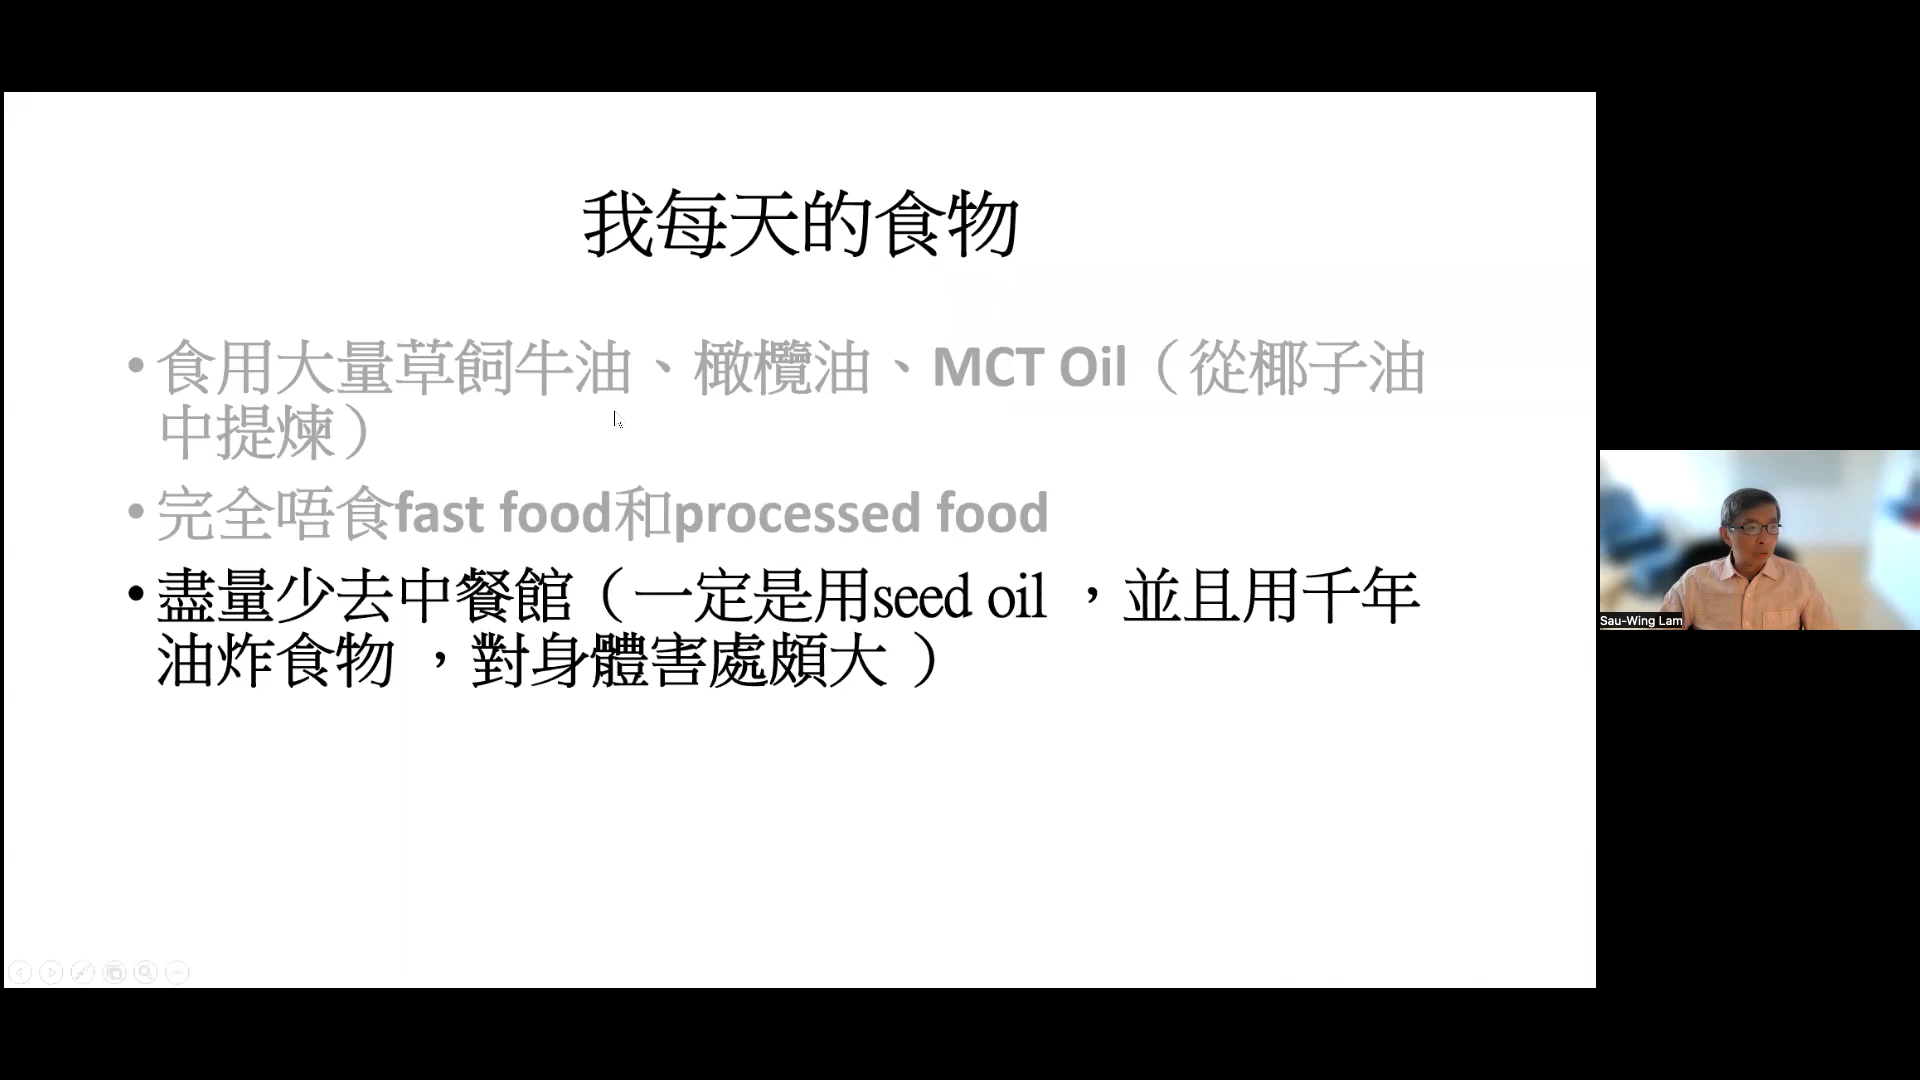 我每天的食物
• 食用大量草飼牛油、橄欖油、MCT Oil（從椰子油
中提煉）
• 完全唔食fast food和processed food
• 盡量少去中餐館（一定是用seed oil ，並且用千年
油炸食物 ，對身體害處頗大 ）
Sau-Wing Lam